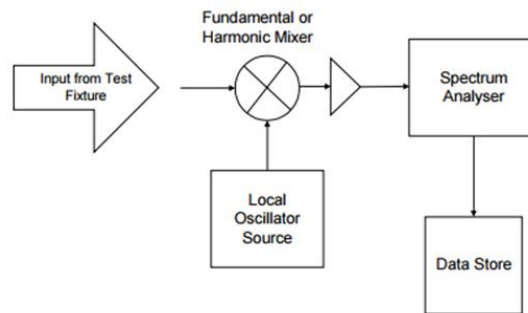 Fundamental or
Harmonic Mixer
Input from Test
Fixture
Spectrum
Analyser
Local
Oscillator
Source
Data Store